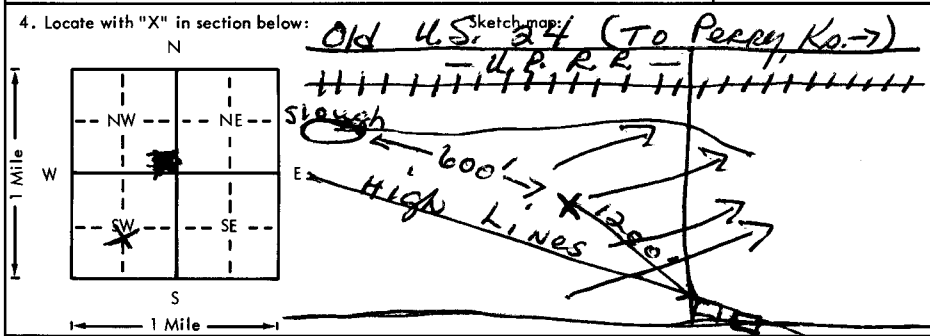 4. Locate with "X" in section below:
Sketch map:
Old U.S. 24 (To Perry, Ks.→)
— U.P. R.R. —
N
1 Mile
NW
NE
W
E
SW
SE
S
1 Mile
Slough
600'
High Lines
X
1200'
X